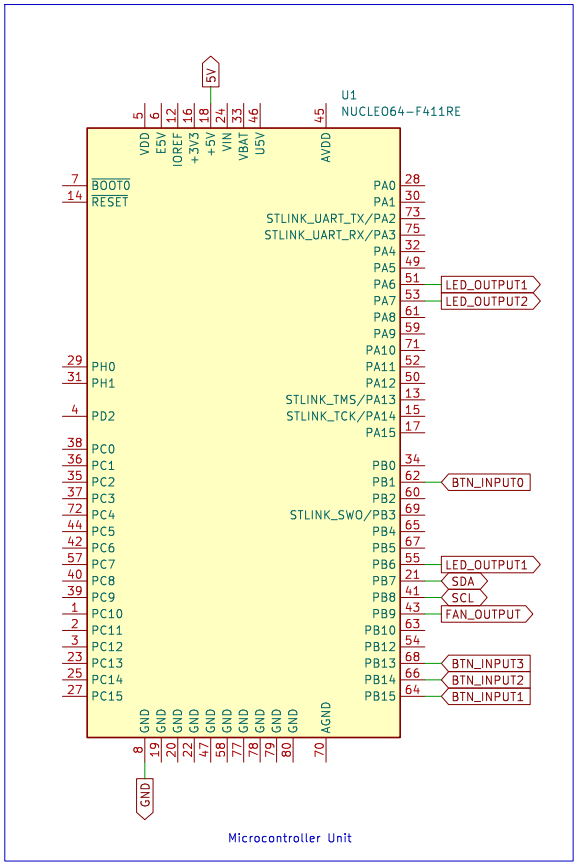 5V
U1
NUCLEO64-F411RE
5 6 12 16 18 24 33 46 45
VDD E5V IOREF +3V3 +5V VIN VBAT U5V AVDD
7 BOOT0 PA0 28
14 RESET PA1 30
STLINK_UART_TX/PA2 73
STLINK_UART_RX/PA3 75
PA4 32
PA5 49
PA6 51 LED_OUTPUT1
PA7 53 LED_OUTPUT2
PA8 61
PA9 59
PA10 71
29 PH0 PA11 52
31 PH1 PA12 50
STLINK_TMS/PA13 13
4 PD2 STLINK_TCK/PA14 15
PA15 17
38 PC0
36 PC1 PB0 34
35 PC2 PB1 62 BTN_INPUT0
37 PC3 PB2 60
72 PC4 STLINK_SWO/PB3 69
44 PC5 PB4 65
42 PC6 PB5 67
57 PC7 PB6 55 LED_OUTPUT1
40 PC8 PB7 21 SDA
39 PC9 PB8 41 SCL
1 PC10 PB9 43 FAN_OUTPUT
2 PC11 PB10 63
3 PC12 PB12 54
23 PC13 PB13 68 BTN_INPUT3
25 PC14 PB14 66 BTN_INPUT2
27 PC15 PB15 64 BTN_INPUT1
GND GND GND GND GND GND GND GND GND GND AGND
8 19 20 22 47 58 77 78 79 80 70
GND
Microcontroller Unit